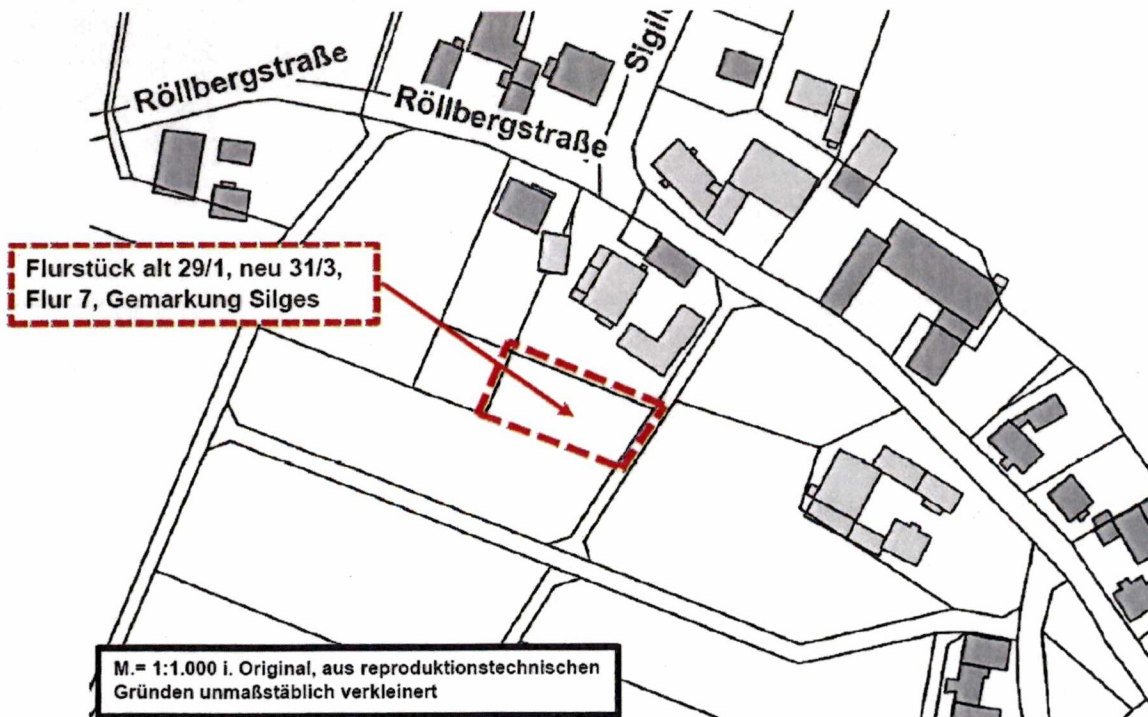 Röllbergstraße
Röllbergstraße
Flurstück alt 29/1, neu 31/3,
Flur 7, Gemarkung Silges
M.= 1:1.000 i. Original, aus reproduktionstechnischen
Gründen unmaßstäblich verkleinert